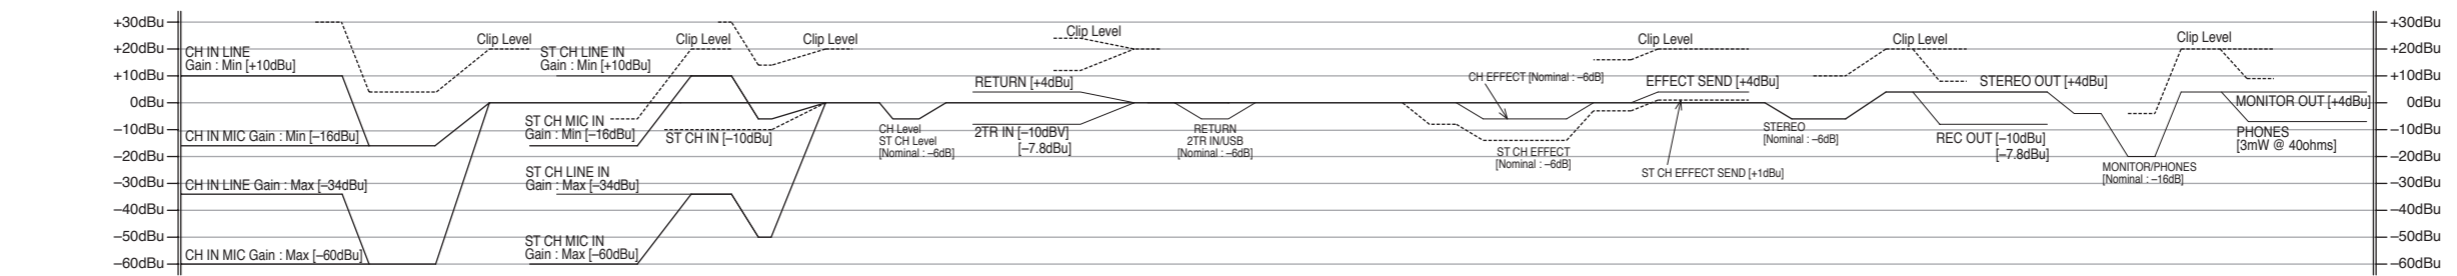 +30dBu
+20dBu
+10dBu
0dBu
–10dBu
–20dBu
–30dBu
–40dBu
–50dBu
–60dBu
CH IN LINE
Gain : Min [+10dBu]
CH IN MIC Gain : Min [–16dBu]
CH IN LINE Gain : Max [–34dBu]
CH IN MIC Gain : Max [–60dBu]
Clip Level
ST CH LINE IN
Gain : Min [+10dBu]
ST CH MIC IN
Gain : Min [–16dBu]
ST CH LINE IN
Gain : Max [–34dBu]
ST CH MIC IN
Gain : Max [–60dBu]
Clip Level
ST CH IN [–10dBu]
Clip Level
CH Level
ST CH Level
[Nominal : –6dB]
Clip Level
RETURN [+4dBu]
2TR IN [–10dBV]
[–7.8dBu]
RETURN
2TR IN/USB
[Nominal : –6dB]
CH EFFECT [Nominal : –6dB]
ST CH EFFECT
[Nominal : –6dB]
Clip Level
EFFECT SEND [+4dBu]
ST CH EFFECT SEND [+1dBu]
STEREO
[Nominal : –6dB]
Clip Level
STEREO OUT [+4dBu]
REC OUT [–10dBV]
[–7.8dBu]
MONITOR/PHONES
[Nominal : –16dB]
Clip Level
MONITOR OUT [+4dBu]
PHONES
[3mW @ 40ohms]
+30dBu
+20dBu
+10dBu
0dBu
–10dBu
–20dBu
–30dBu
–40dBu
–50dBu
–60dBu